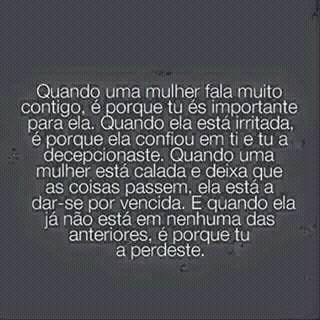 Quando uma mulher fala muito
contigo, é porque tu és importante
para ela. Quando ela está irritada,
é porque ela confiou em ti e tu a
decepcionaste. Quando uma
mulher está calada e deixa que
as coisas passem, ela está a
dar-se por vencida. E quando ela
já não está em nenhuma das
anteriores, é porque tu
a perdeste.